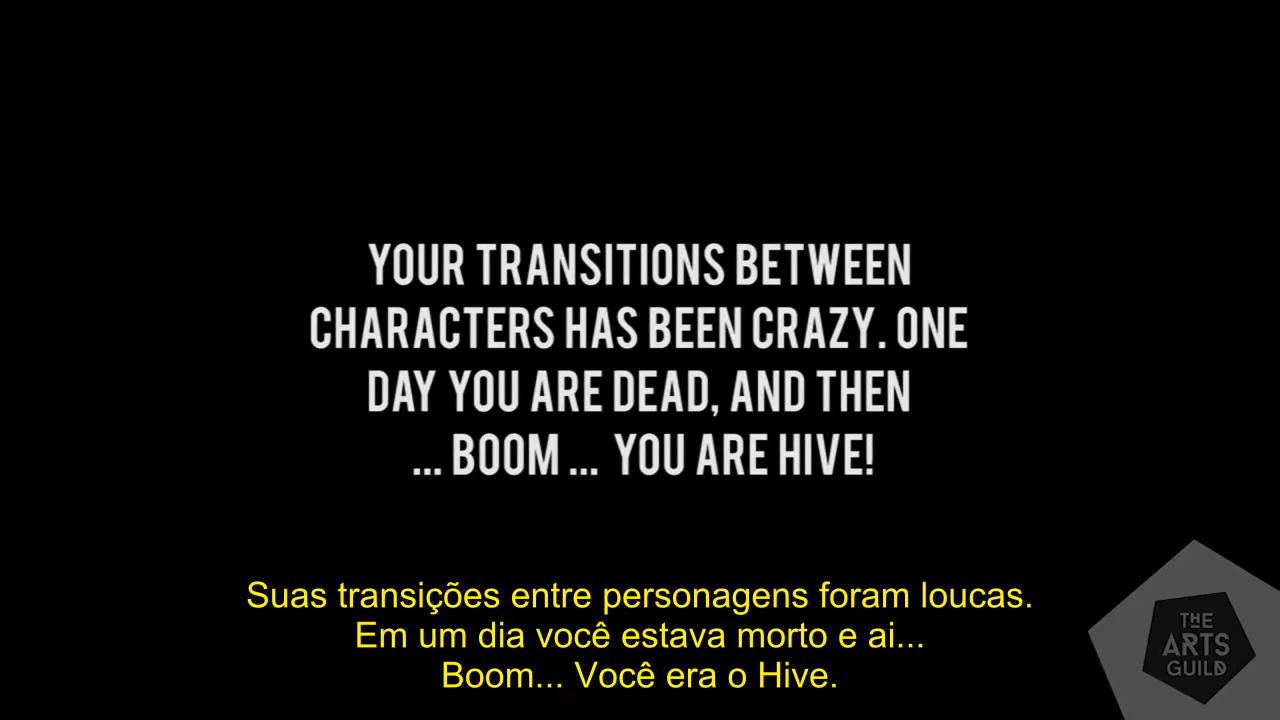 YOUR TRANSITIONS BETWEEN
CHARACTERS HAS BEEN CRAZY. ONE
DAY YOU ARE DEAD, AND THEN
... BOOM ... YOU ARE HIVE!
Suas transições entre personagens foram loucas.
Em um dia você estava morto e ai...
Boom... Você era o Hive.
THE
ARTS
GUILD